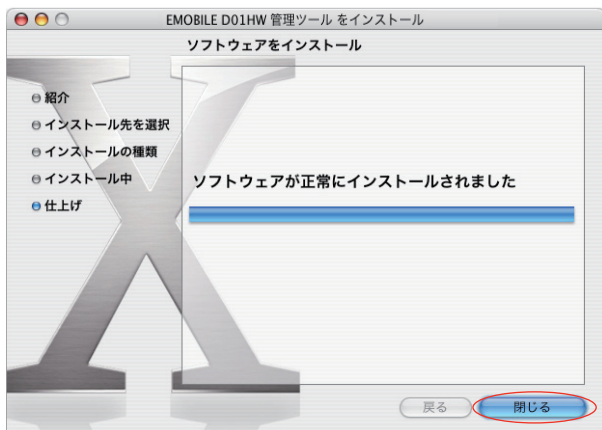 EMOBILE D01HW 管理ツール をインストール
ソフトウェアをインストール
紹介
インストール先を選択
インストールの種類
インストール中
仕上げ
ソフトウェアが正常にインストールされました
戻る
閉じる